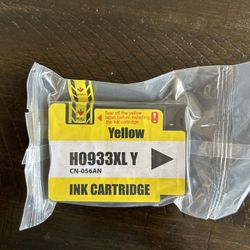 Tear off the yellow
label before installing
the ink cartridge
Yellow
H0933XL Y
CN-056AN
INK CARTRIDGE